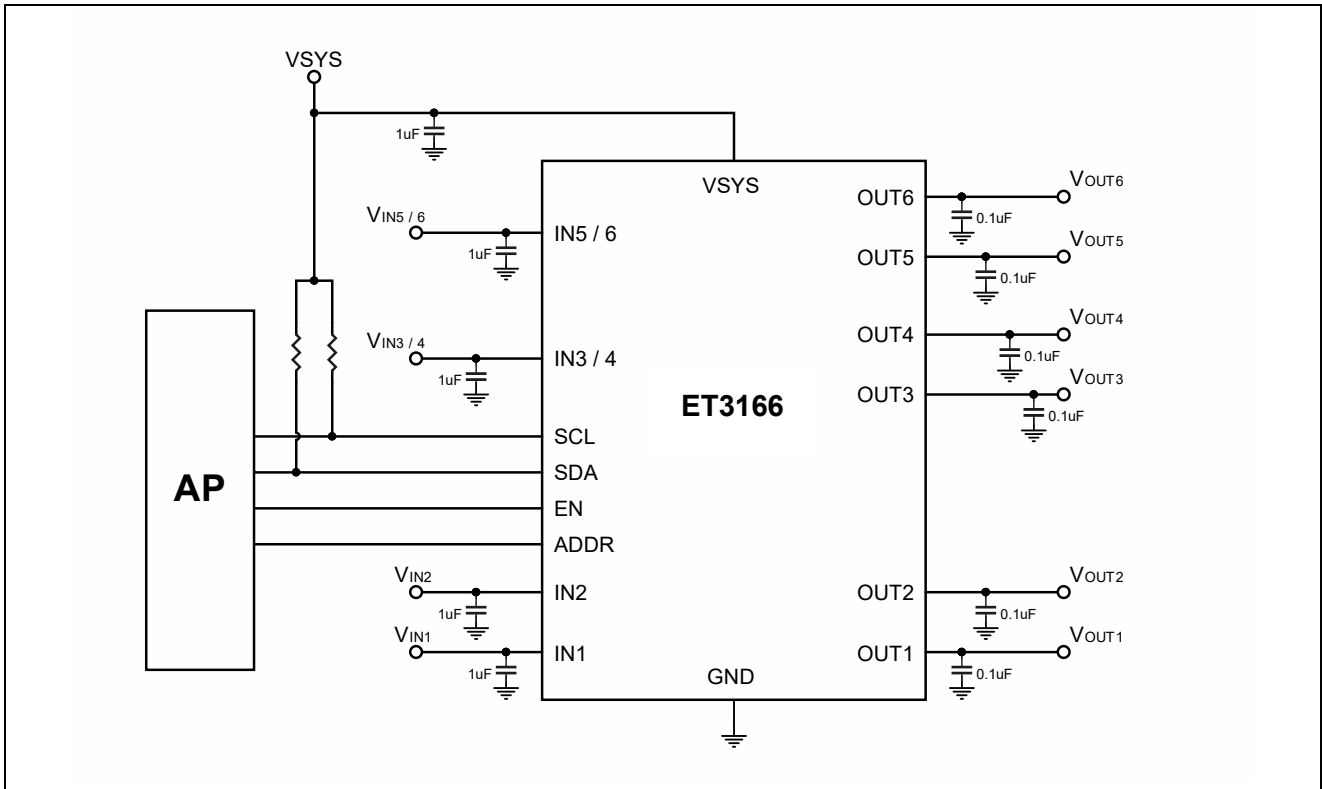 VSYS
1uF
VSYS
OUT6
VOUT6
0.1uF
VIN5 / 6
IN5 / 6
1uF
OUT5
VOUT5
0.1uF
VIN3 / 4
IN3 / 4
1uF
OUT4
VOUT4
0.1uF
ET3166
OUT3
VOUT3
0.1uF
AP
SCL
SDA
EN
ADDR
VIN2
IN2
1uF
OUT2
VOUT2
0.1uF
VIN1
IN1
1uF
OUT1
VOUT1
0.1uF
GND